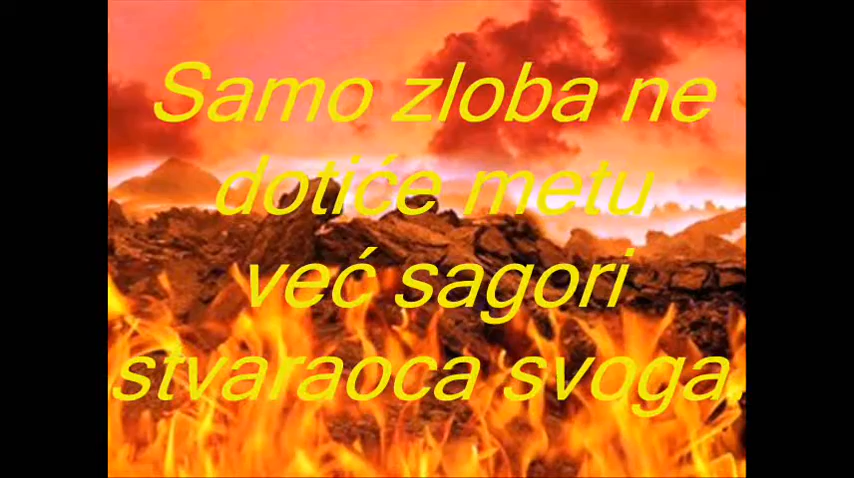 Samo zloba ne
dotiće metu
već sagori
stvaraoca svoga.